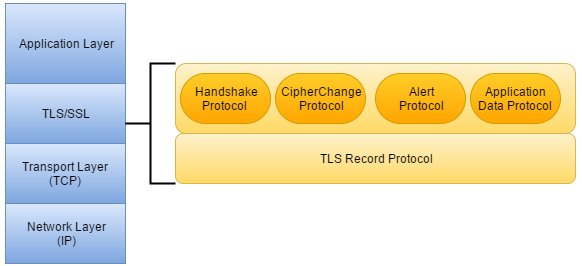 Application Layer
TLS/SSL
Transport Layer
(TCP)
Network Layer
(IP)
Handshake
Protocol
CipherChange
Protocol
Alert
Protocol
Application
Data Protocol
TLS Record Protocol